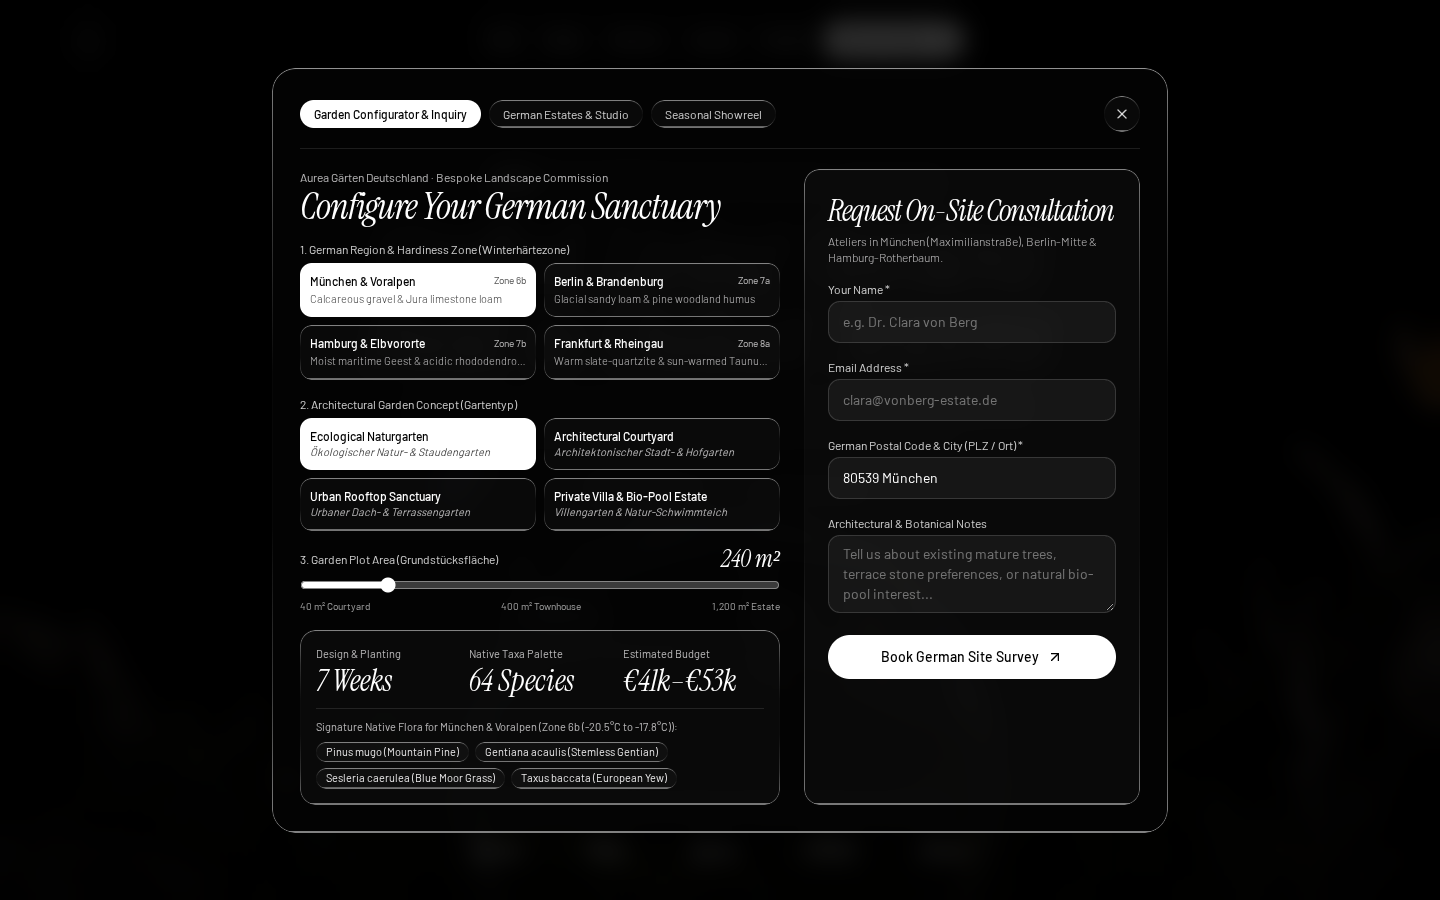 Garden Configurator & Inquiry
German Estates & Studio
Seasonal Showreel
Aurea Gärten Deutschland · Bespoke Landscape Commission
Configure Your German Sanctuary
1. German Region & Hardiness Zone (Winterhärtezone)
München & Voralpen
Zone 6b
Calcareous gravel & Jura limestone loam
Berlin & Brandenburg
Zone 7a
Glacial sandy loam & pine woodland humus
Hamburg & Elbvororte
Zone 7b
Moist maritime Geest & acidic rhododendro...
Frankfurt & Rheingau
Zone 8a
Warm slate-quartzite & sun-warmed Taunu...
2. Architectural Garden Concept (Gartentyp)
Ecological Naturgarten
Ökologischer Natur- & Staudengarten
Architectural Courtyard
Architektonischer Stadt- & Hofgarten
Urban Rooftop Sanctuary
Urbaner Dach- & Terrassengarten
Private Villa & Bio-Pool Estate
Villengarten & Natur-Schwimmteich
3. Garden Plot Area (Grundstücksfläche)
240 m²
40 m² Courtyard
400 m² Townhouse
1,200 m² Estate
Design & Planting
7 Weeks
Native Taxa Palette
64 Species
Estimated Budget
€41k–€53k
Signature Native Flora for München & Voralpen (Zone 6b (-20.5°C to -17.8°C)):
Pinus mugo (Mountain Pine)
Gentiana acaulis (Stemless Gentian)
Sesleria caerulea (Blue Moor Grass)
Taxus baccata (European Yew)
Request On-Site Consultation
Ateliers in München (Maximilianstraße), Berlin-Mitte &
Hamburg-Rotherbaum.
Your Name *
e.g. Dr. Clara von Berg
Email Address *
clara@vonberg-estate.de
German Postal Code & City (PLZ / Ort) *
80539 München
Architectural & Botanical Notes
Tell us about existing mature trees,
terrace stone preferences, or natural bio-
pool interest...
Book German Site Survey